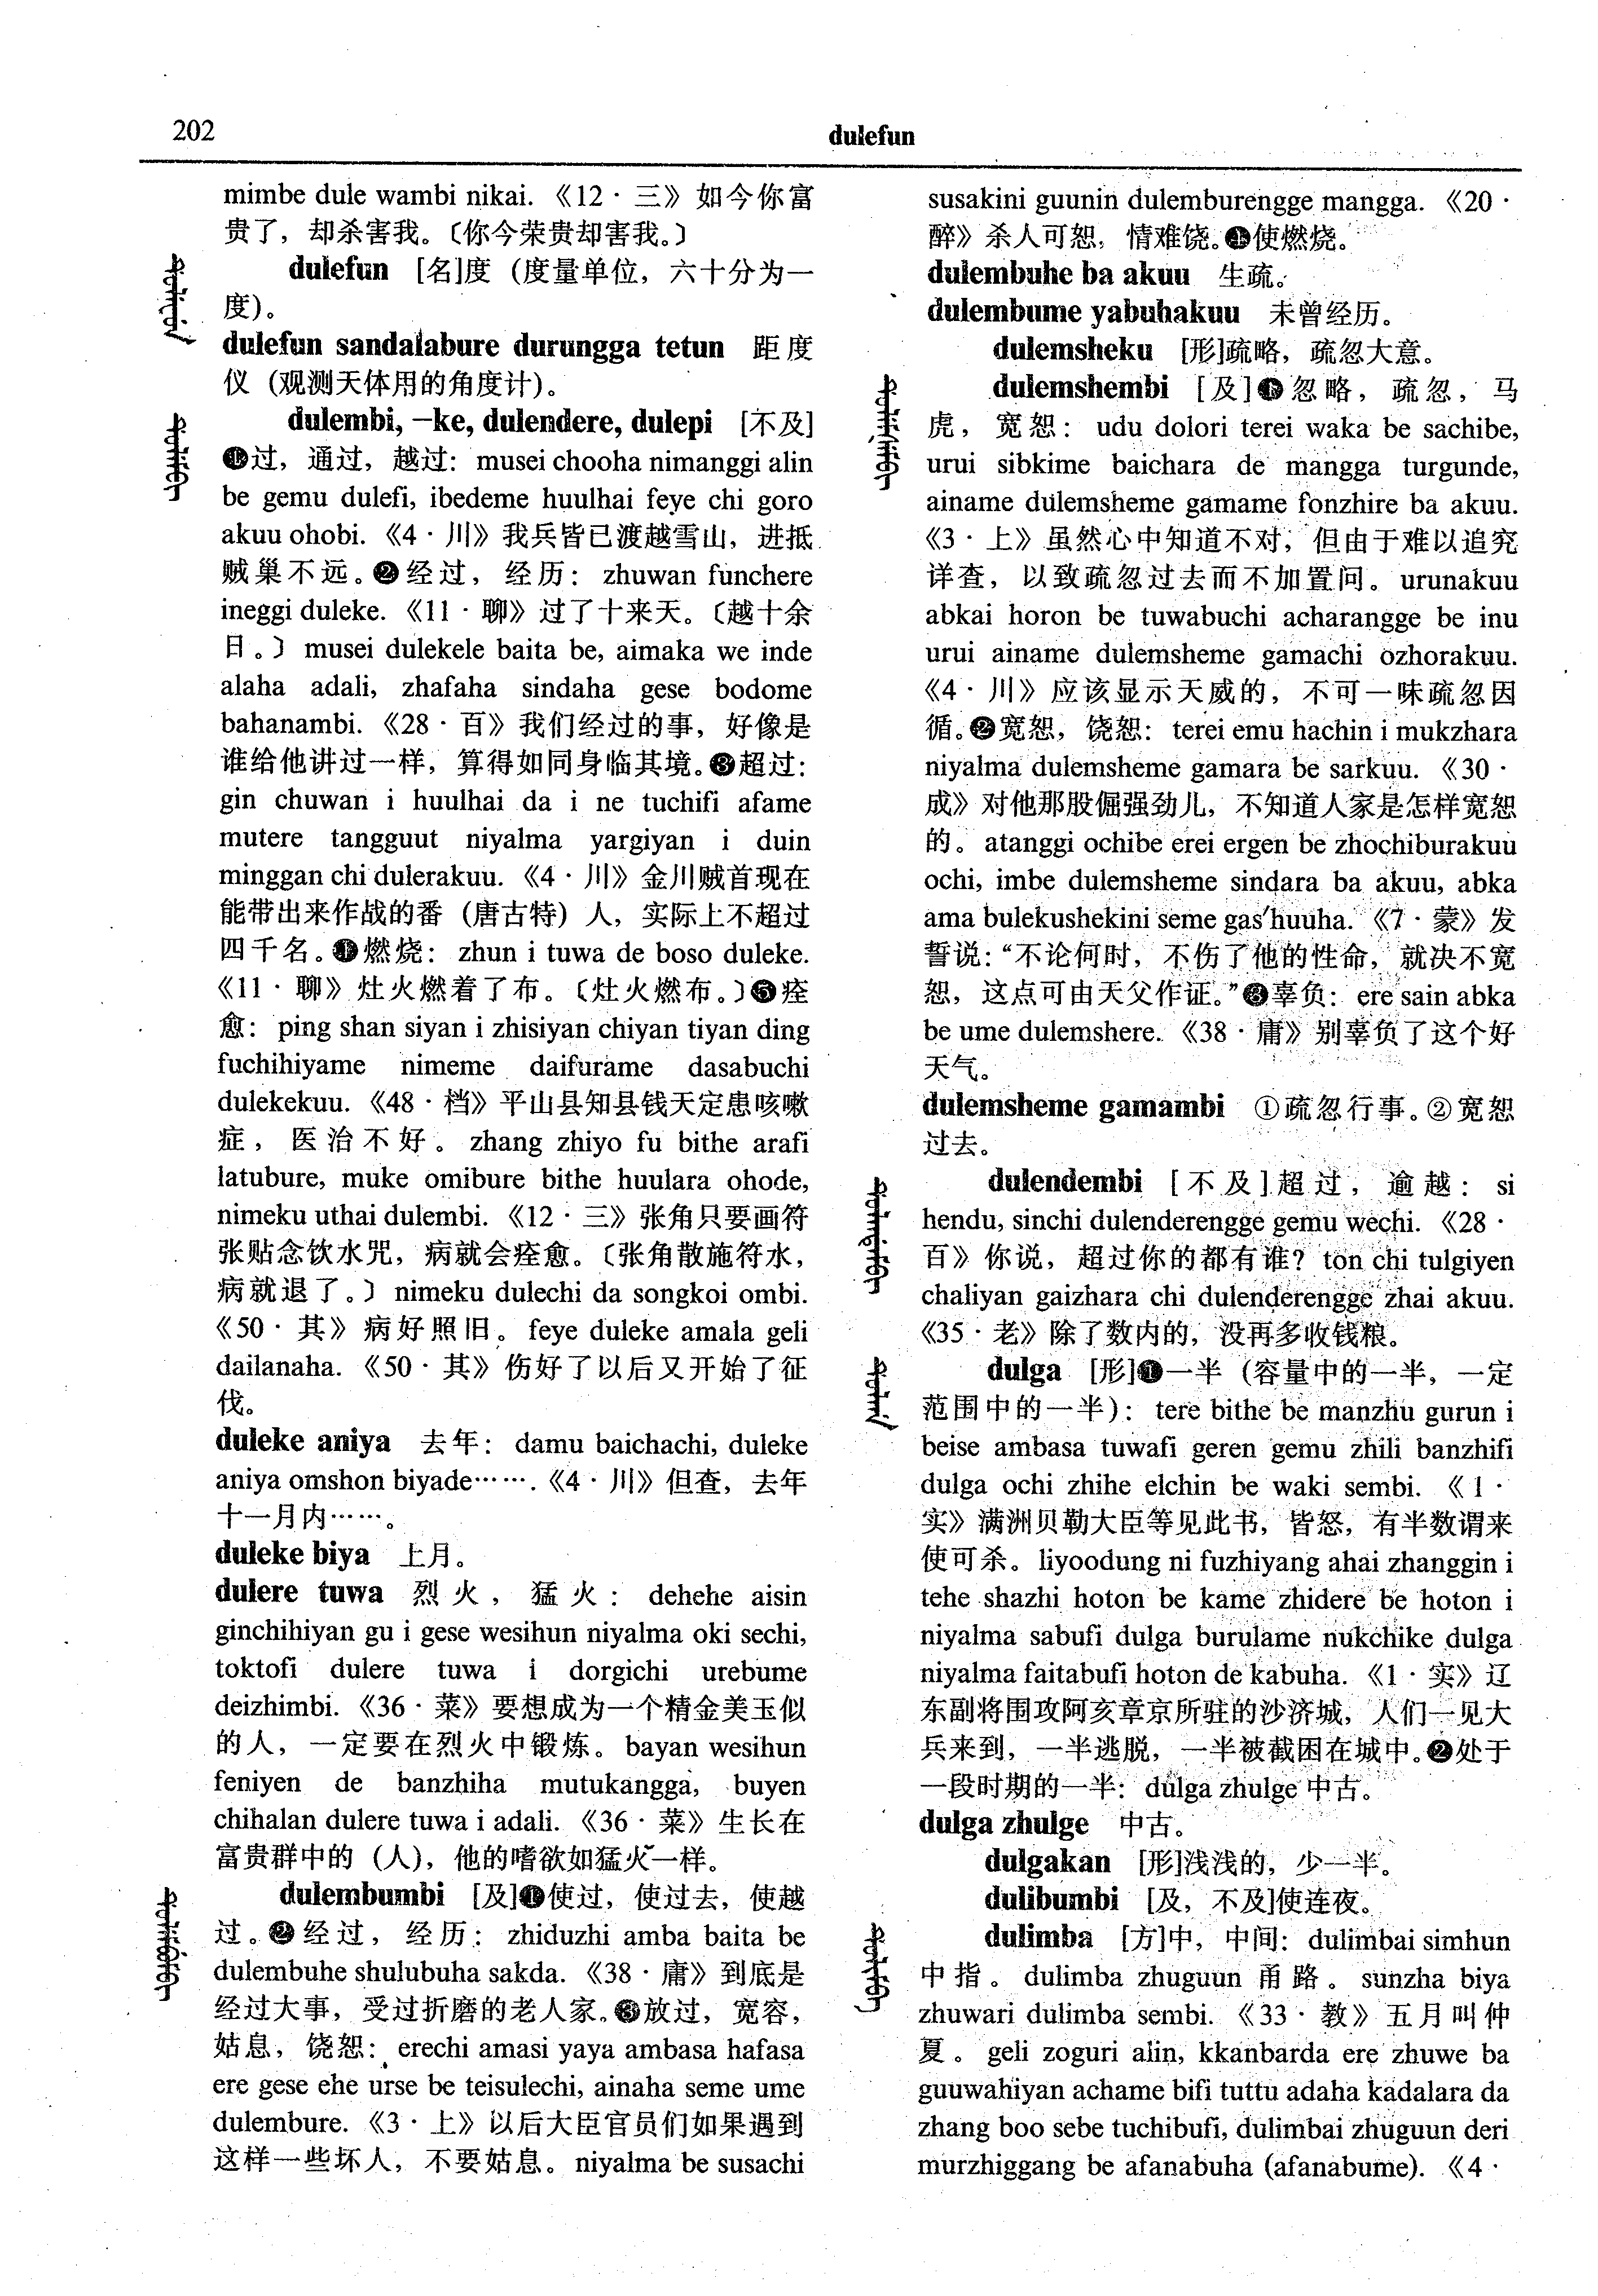 202
dulefun
mimbe dule wambi nikai. 《12 · 三》如今你富
贵了，却杀害我。〔你今荣贵却害我。〕
dulefun [名]度（度量单位，六十分为一
度）。
dulefun sandalabure durungga tetun 距度
仪（观测天体用的角度计）。
dulembi, –ke, dulendere, dulepi [不及]
❶过，通过，越过：musei chooha nimanggi alin
be gemu dulefi, ibedeme huulhai feye chi goro
akuu ohobi. 《4 · 川》我兵皆已渡越雪山，进抵
贼巢不远。❷经过，经历：zhuwan funchere
ineggi duleke. 《11 · 聊》过了十来天。〔越十余
日。〕musei dulekele baita be, aimaka we inde
alaha adali, zhafaha sindaha gese bodome
bahanambi. 《28 · 百》我们经过的事，好像是
谁给他讲过一样，算得如同身临其境。❸超过：
gin chuwan i huulhai da i ne tuchifi afame
mutere tangguut niyalma yargiyan i duin
minggan chi dulerakuu. 《4 · 川》金川贼首现在
能带出来作战的番（唐古特）人，实际上不超过
四千名。❹燃烧：zhun i tuwa de boso duleke.
《11 · 聊》灶火燃着了布。〔灶火燃布。〕❺痊
愈：ping shan siyan i zhisiyan chiyan tiyan ding
fuchihiyame nimeme daifurame dasabuchi
dulekekuu. 《48 · 档》平山县知县钱天定患咳嗽
症，医治不好。zhang zhiyo fu bithe arafi
latubure, muke omibure bithe huulara ohode,
nimeku uthai dulembi. 《12 · 三》张角只要画符
张贴念饮水咒，病就会痊愈。〔张角散施符水，
病就退了。〕nimeku dulechi da songkoi ombi.
《50 · 其》病好照旧。feye duleke amala geli
dailanaha. 《50 · 其》伤好了以后又开始了征
伐。
duleke aniya 去年：damu baichachi, duleke
aniya omshon biyade……. 《4 · 川》但查，去年
十一月内……。
duleke biya 上月。
dulere tuwa 烈火，猛火：dehehe aisin
ginchihiyan gu i gese wesihun niyalma oki sechi,
toktofi dulere tuwa i dorgichi urebume
deizhimbi. 《36 · 菜》要想成为一个精金美玉似
的人，一定要在烈火中锻炼。bayan wesihun
feniyen de banzhiha mutukangga, buyen
chihalan dulere tuwa i adali. 《36 · 菜》生长在
富贵群中的（人），他的嗜欲如猛火一样。
dulembumbi [及]❶使过，使过去，使越
过。❷经过，经历：zhiduzhi amba baita be
dulembuhe shulubuha sakda. 《38 · 庸》到底是
经过大事，受过折磨的老人家。❸放过，宽容，
姑息，饶恕：erechi amasi yaya ambasa hafasa
ere gese ehe urse be teisulechi, ainaha seme ume
dulembure. 《3 · 上》以后大臣官员们如果遇到
这样一些坏人，不要姑息。niyalma be susachi
susakini guunin dulemburengge mangga. 《20 ·
醉》杀人可恕，情难饶。❹使燃烧。
dulembuhe ba akuu 生疏。
dulembume yabuhakuu 未曾经历。
dulemsheku [形]疏略，疏忽大意。
dulemshembi [及]❶忽略，疏忽，马
虎，宽恕：udu dolori terei waka be sachibe,
urui sibkime baichara de mangga turgunde,
ainame dulemsheme gamame fonzhire ba akuu.
《3 · 上》虽然心中知道不对，但由于难以追究
详查，以致疏忽过去而不加置问。urunakuu
abkai horon be tuwabuchi acharangge be inu
urui ainame dulemsheme gamachi ozhorakuu.
《4 · 川》应该显示天威的，不可一味疏忽因
循。❷宽恕，饶恕：terei emu hachin i mukzhara
niyalma dulemsheme gamara be sarkuu. 《30 ·
成》对他那股倔强劲儿，不知道人家是怎样宽恕
的。atanggi ochibe erei ergen be zhochiburakuu
ochi, imbe dulemsheme sindara ba akuu, abka
ama bulekushekini seme gas'huuha. 《7 · 蒙》发
誓说：“不论何时，不伤了他的性命，就决不宽
恕，这点可由天父作证。”❸辜负：ere sain abka
be ume dulemshere. 《38 · 庸》别辜负了这个好
天气。
dulemsheme gamambi ①疏忽行事。②宽恕
过去。
dulendembi [不及]超过，逾越：si
hendu, sinchi dulenderengge gemu wechi. 《28 ·
百》你说，超过你的都有谁？ton chi tulgiyen
chaliyan gaizhara chi dulenderengge zhai akuu.
《35 · 老》除了数内的，没再多收钱粮。
dulga [形]❶一半（容量中的一半，一定
范围中的一半）：tere bithe be manzhu gurun i
beise ambasa tuwafi geren gemu zhili banzhifi
dulga ochi zhihe elchin be waki sembi. 《1 ·
实》满洲贝勒大臣等见此书，皆怒，有半数谓来
使可杀。liyoodung ni fuzhiyang ahai zhanggin i
tehe shazhi hoton be kame zhidere be hoton i
niyalma sabufi dulga burulame nukchike dulga
niyalma faitabufi hoton de kabuha. 《1 · 实》辽
东副将围攻阿亥章京所驻的沙济城，人们一见大
兵来到，一半逃脱，一半被截困在城中。❷处于
一段时期的一半：dulga zhulge 中古。
dulga zhulge 中古。
dulgakan [形]浅浅的，少一半。
dulibumbi [及，不及]使连夜。
dulimba [方]中，中间：dulimbai simhun
中指。dulimba zhuguun 甬路。sunzha biya
zhuwari dulimba sembi. 《33 · 教》五月叫仲
夏。geli zoguri alin, kkanbarda ere zhuwe ba
guuwahiyan achame bifi tuttu adaha kadalara da
zhang boo sebe tuchibufi, dulimbai zhuguun deri
murzhiggang be afanabuha (afanabume). 《4 ·